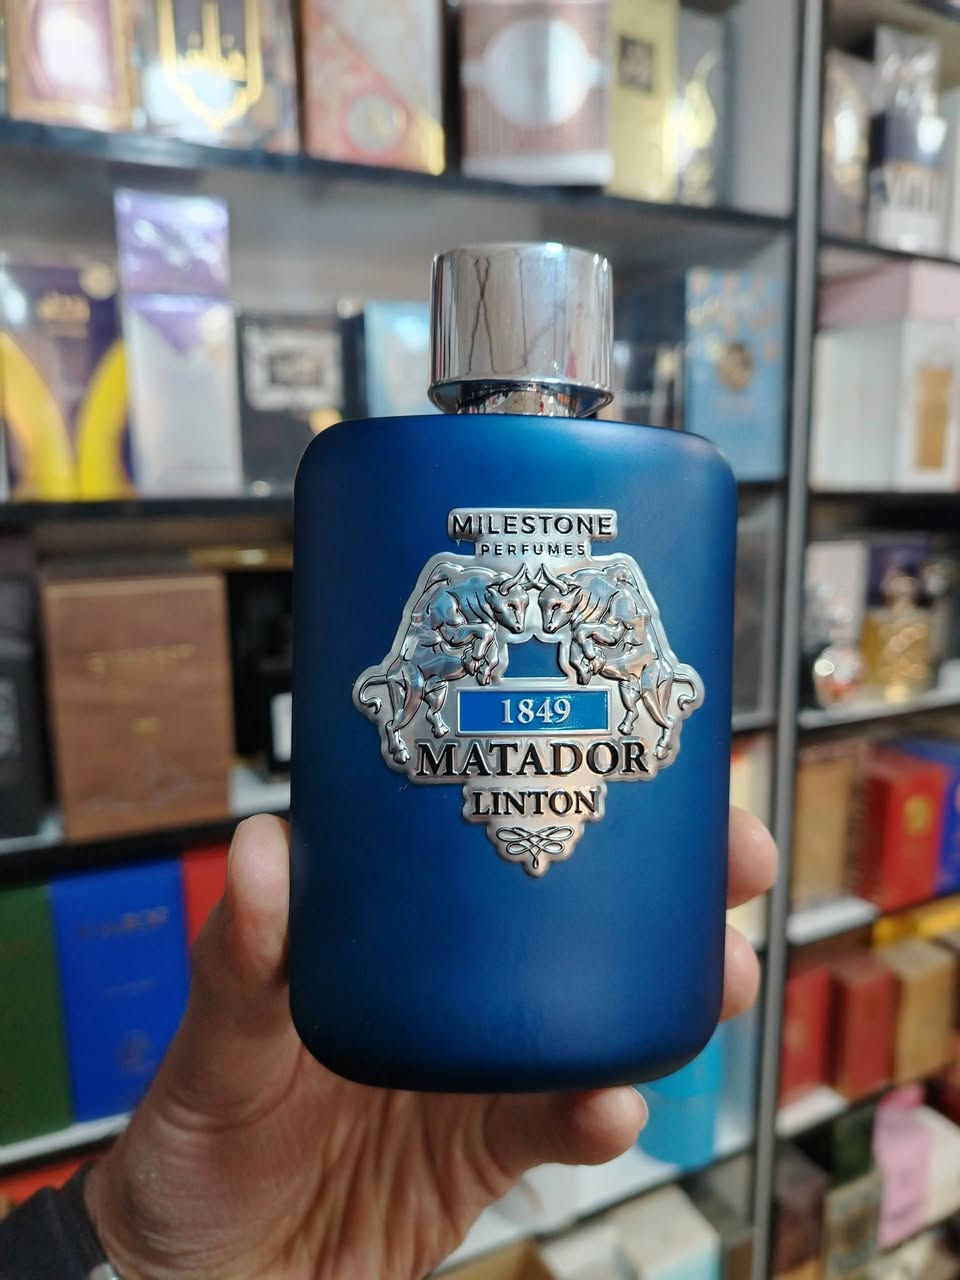 MILESTONE
PERFUMES
1849
MATADOR
LINTON